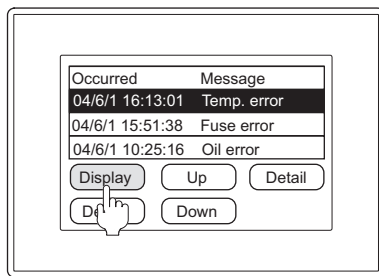 Occurred Message
04/6/1 16:13:01 Temp. error
04/6/1 15:51:38 Fuse error
04/6/1 10:25:16 Oil error
Display Up Detail
Down